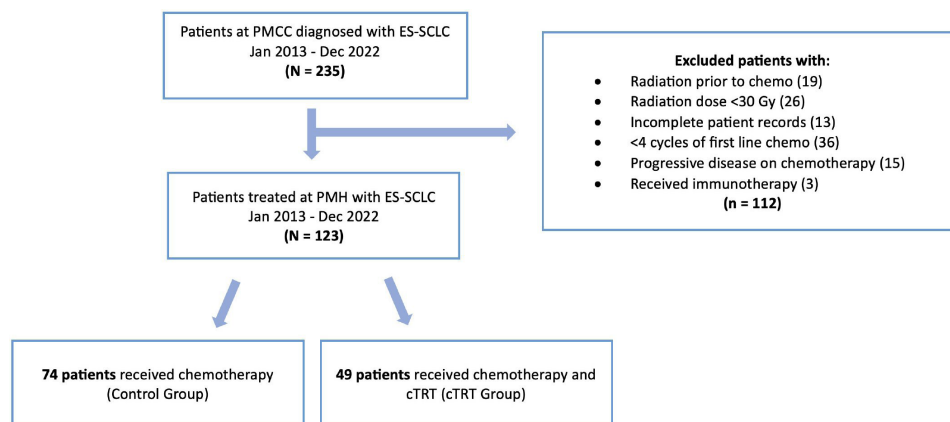 Patients at PMCC diagnosed with ES-SCLC
Jan 2013 - Dec 2022
(N = 235)
Excluded patients with:
• Radiation prior to chemo (19)
• Radiation dose <30 Gy (26)
• Incomplete patient records (13)
• <4 cycles of first line chemo (36)
• Progressive disease on chemotherapy (15)
• Received immunotherapy (3)
(n = 112)
Patients treated at PMH with ES-SCLC
Jan 2013 - Dec 2022
(N = 123)
74 patients received chemotherapy
(Control Group)
49 patients received chemotherapy and
cTRT (cTRT Group)